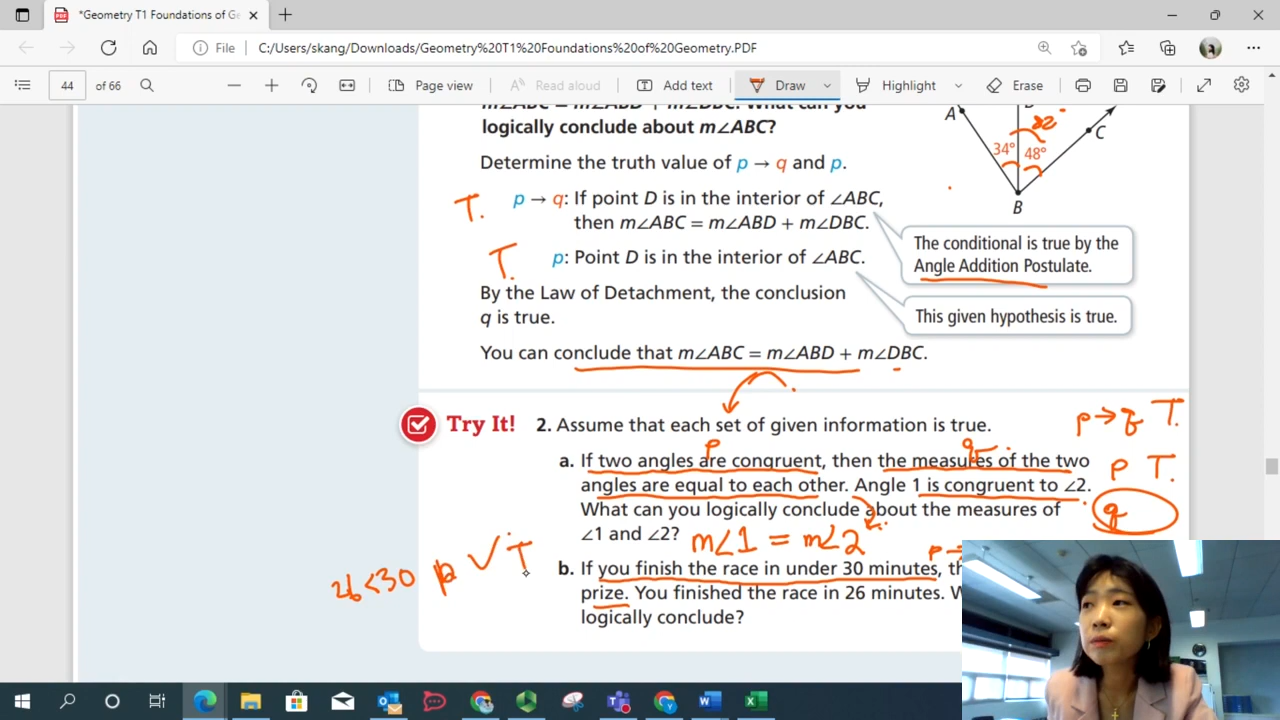 *Geometry T1 Foundations of Ge
File C:/Users/skang/Downloads/Geometry%20T1%20Foundations%20of%20Geometry.PDF
44 of 66 Page view Read aloud Add text Draw Highlight Erase
m∠ABC = m∠ABD + m∠DBC. What can you
logically conclude about m∠ABC?
A 82° C
34° 48°
B
Determine the truth value of p → q and p.
T. p → q: If point D is in the interior of ∠ABC,
then m∠ABC = m∠ABD + m∠DBC.
The conditional is true by the
Angle Addition Postulate.
T. p: Point D is in the interior of ∠ABC.
By the Law of Detachment, the conclusion
q is true.
This given hypothesis is true.
You can conclude that m∠ABC = m∠ABD + m∠DBC.
Try It! 2. Assume that each set of given information is true.
p→q T.
p q
a. If two angles are congruent, then the measures of the two
p T.
angles are equal to each other. Angle 1 is congruent to ∠2.
What can you logically conclude about the measures of
q
∠1 and ∠2? m∠1 = m∠2
26<30 p ✓ T
p→
b. If you finish the race in under 30 minutes, th
prize. You finished the race in 26 minutes. W
logically conclude?